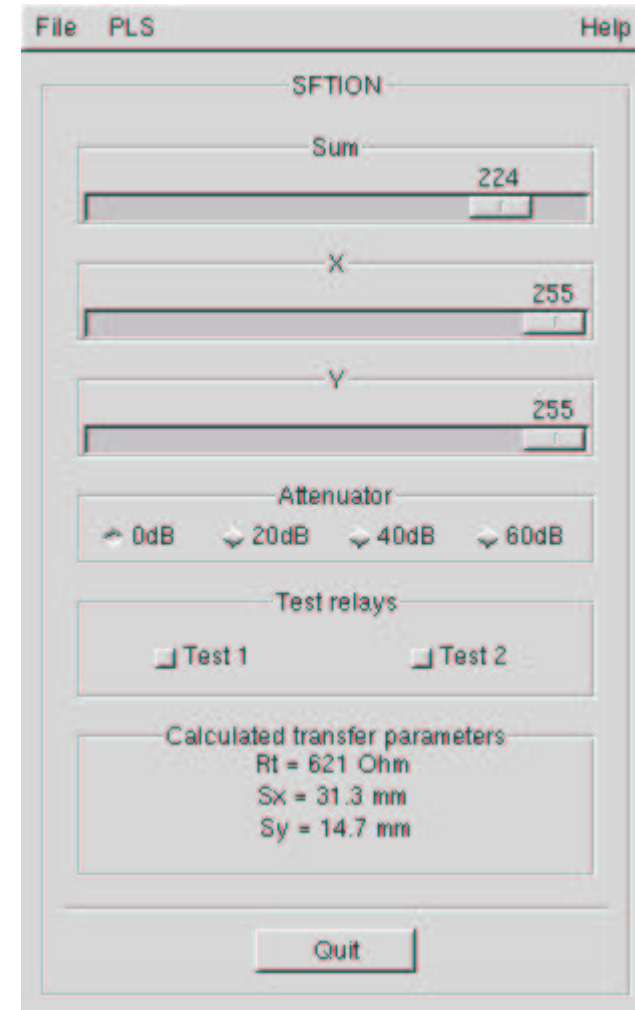 File PLS Help
SFTION
Sum
224
X
255
Y
255
Attenuator
0dB 20dB 40dB 60dB
Test relays
Test 1 Test 2
Calculated transfer parameters
Rt = 621 Ohm
Sx = 31.3 mm
Sy = 14.7 mm
Quit